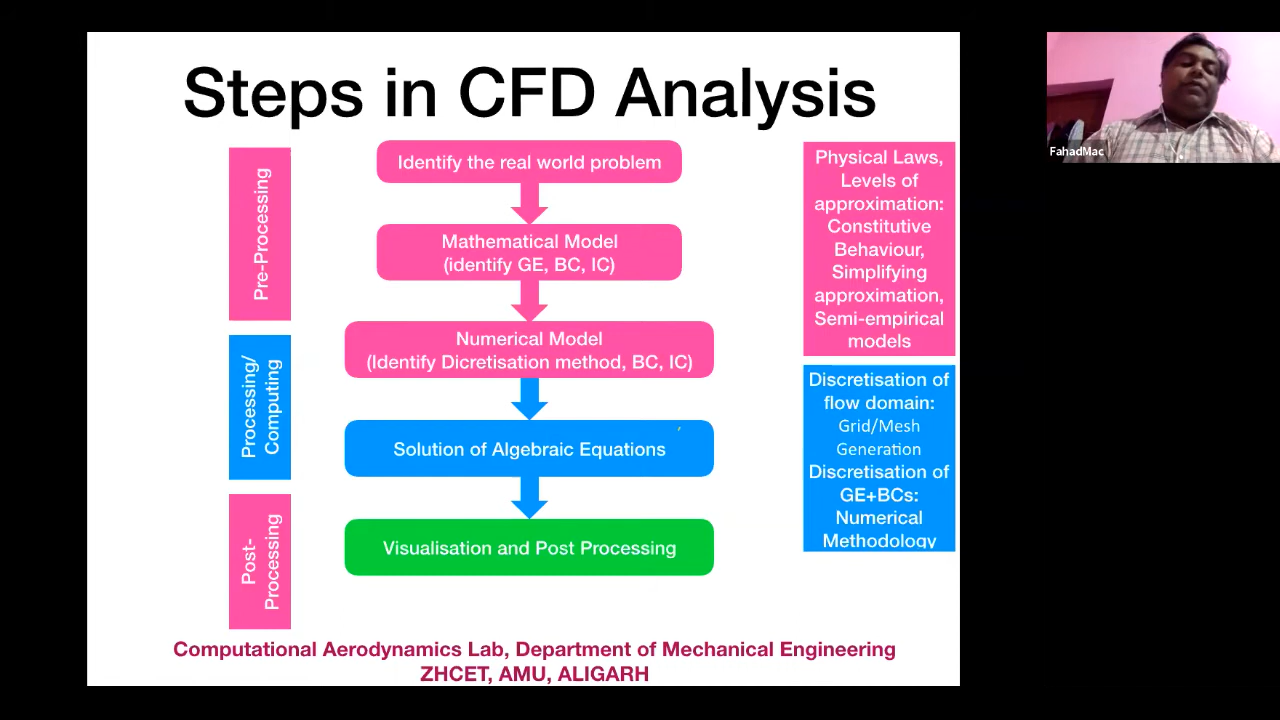 Steps in CFD Analysis
Pre-Processing
Identify the real world problem
Mathematical Model
(identify GE, BC, IC)
Numerical Model
(Identify Dicretisation method, BC, IC)
Processing/
Computing
Solution of Algebraic Equations
Post-
Processing
Visualisation and Post Processing
Physical Laws,
Levels of
approximation:
Constitutive
Behaviour,
Simplifying
approximation,
Semi-empirical
models
Discretisation of
flow domain:
Grid/Mesh
Generation
Discretisation of
GE+BCs:
Numerical
Methodology
Computational Aerodynamics Lab, Department of Mechanical Engineering
ZHCET, AMU, ALIGARH
FahadMac